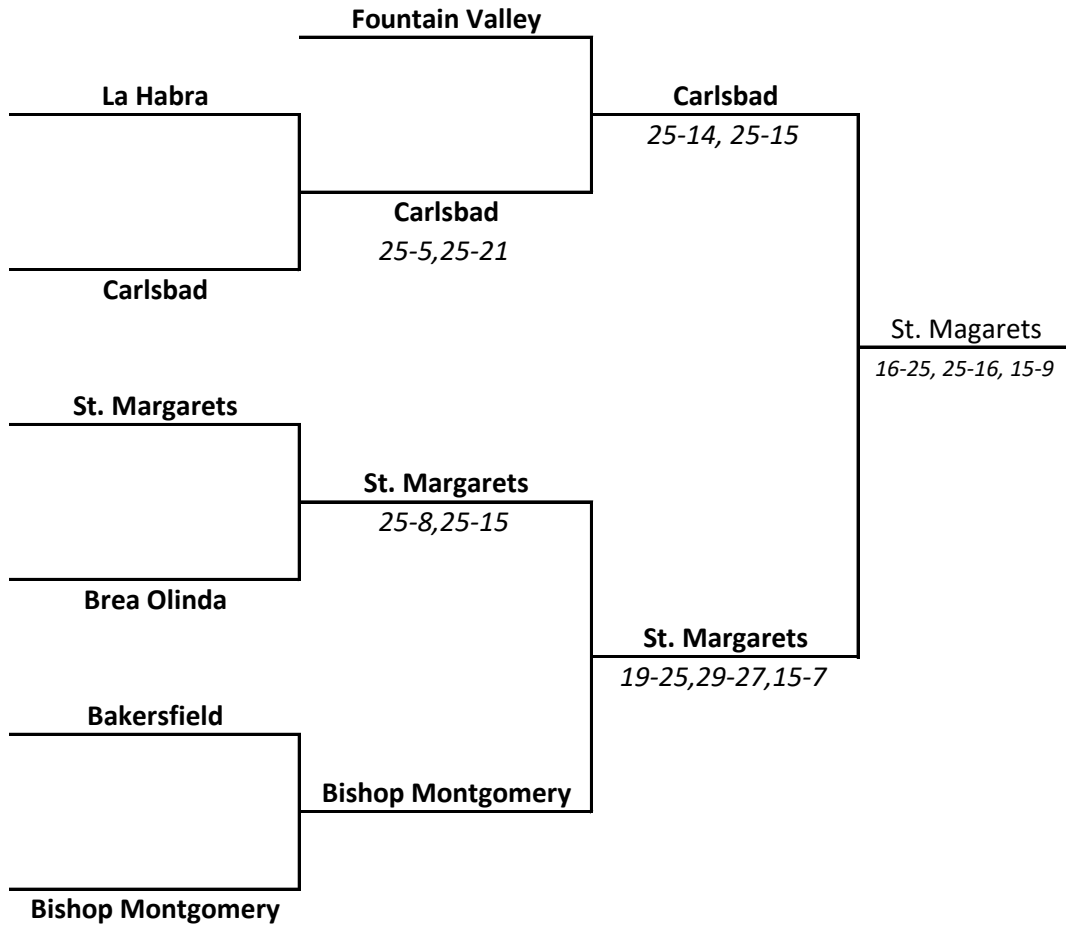 Fountain Valley
La Habra
Carlsbad
25-14, 25-15
Carlsbad
25-5,25-21
Carlsbad
St. Magarets
16-25, 25-16, 15-9
St. Margarets
St. Margarets
25-8,25-15
Brea Olinda
St. Margarets
19-25,29-27,15-7
Bakersfield
Bishop Montgomery
Bishop Montgomery